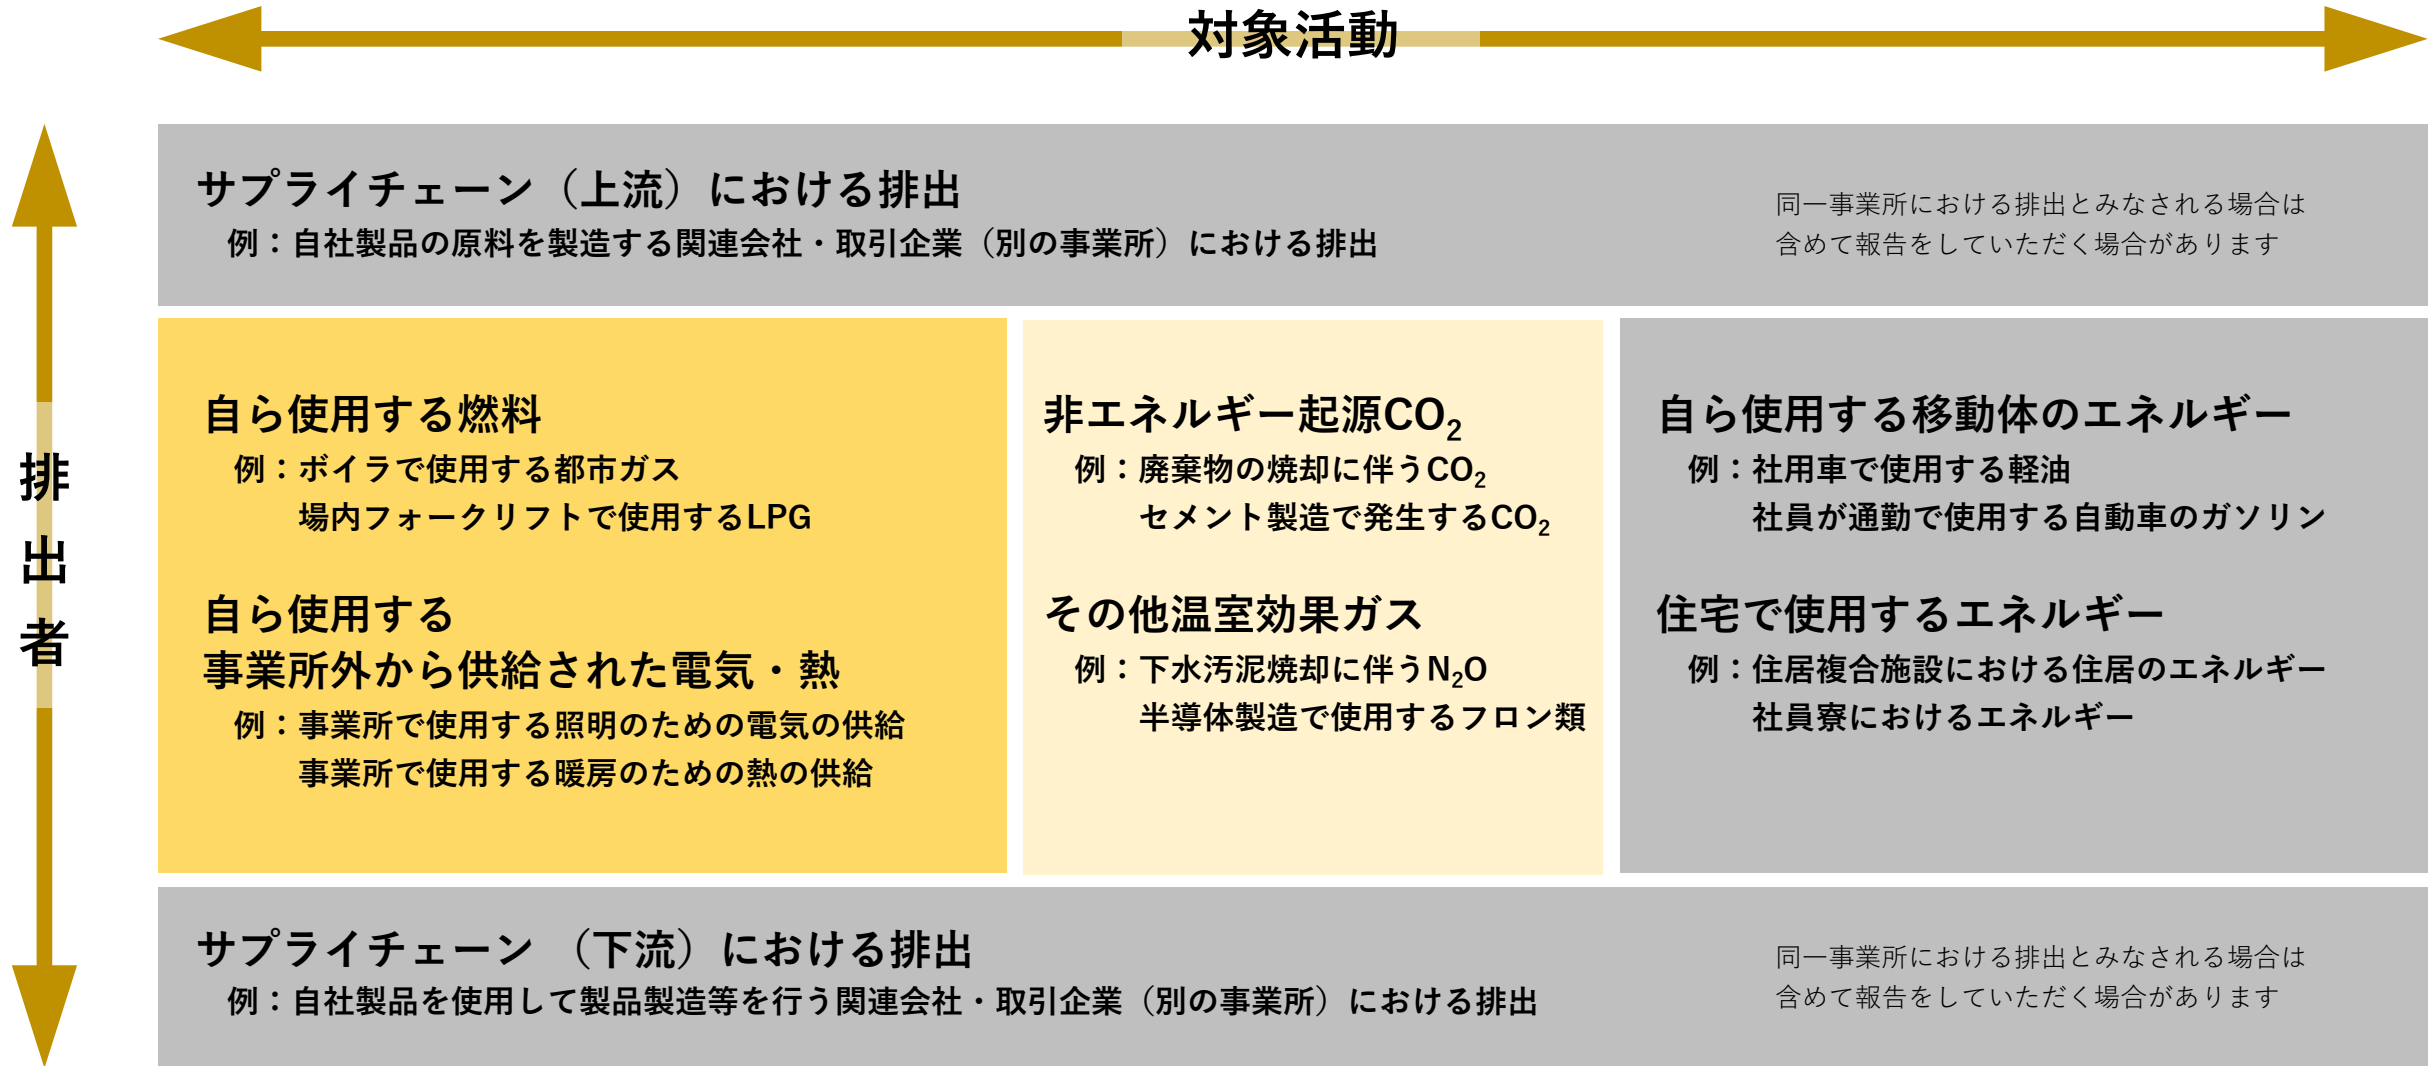 対象活動
排出者
サプライチェーン（上流）における排出
例：自社製品の原料を製造する関連会社・取引企業（別の事業所）における排出
同一事業所における排出とみなされる場合は
含めて報告をしていただく場合があります
自ら使用する燃料
例：ボイラで使用する都市ガス
場内フォークリフトで使用するLPG
自ら使用する
事業所外から供給された電気・熱
例：事業所で使用する照明のための電気の供給
事業所で使用する暖房のための熱の供給
非エネルギー起源CO₂
例：廃棄物の焼却に伴うCO₂
セメント製造で発生するCO₂
その他温室効果ガス
例：下水汚泥焼却に伴うN₂O
半導体製造で使用するフロン類
自ら使用する移動体のエネルギー
例：社用車で使用する軽油
社員が通勤で使用する自動車のガソリン
住宅で使用するエネルギー
例：住居複合施設における住居のエネルギー
社員寮におけるエネルギー
サプライチェーン （下流）における排出
例：自社製品を使用して製品製造等を行う関連会社・取引企業（別の事業所）における排出
同一事業所における排出とみなされる場合は
含めて報告をしていただく場合があります